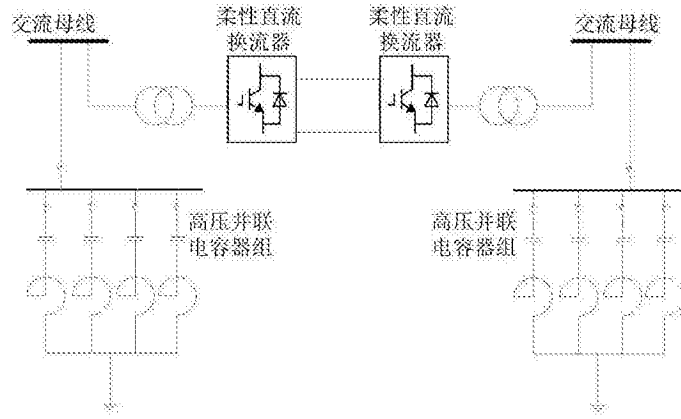 交流母线
柔性直流
换流器
柔性直流
换流器
交流母线
高压并联
电容器组
高压并联
电容器组